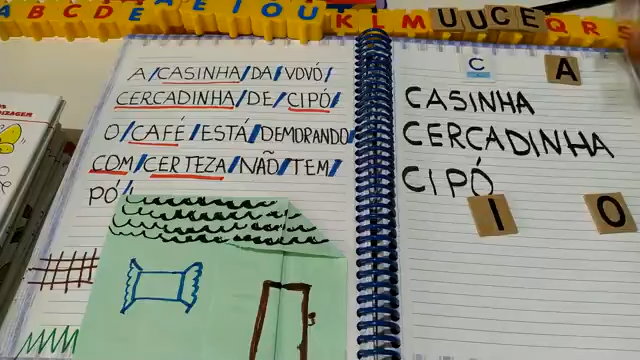 A B C D E A E I O U K L M U U C E Q R S
A/CASINHA/DA/VOVÓ/
CERCADINHA/DE/CIPÓ/
O/CAFÉ/ESTÁ/DEMORANDO/
COM/CERTEZA/NÃO/TEM/
PÓ/
C A
CASINHA
CERCADINHA
CIPÓ
I O